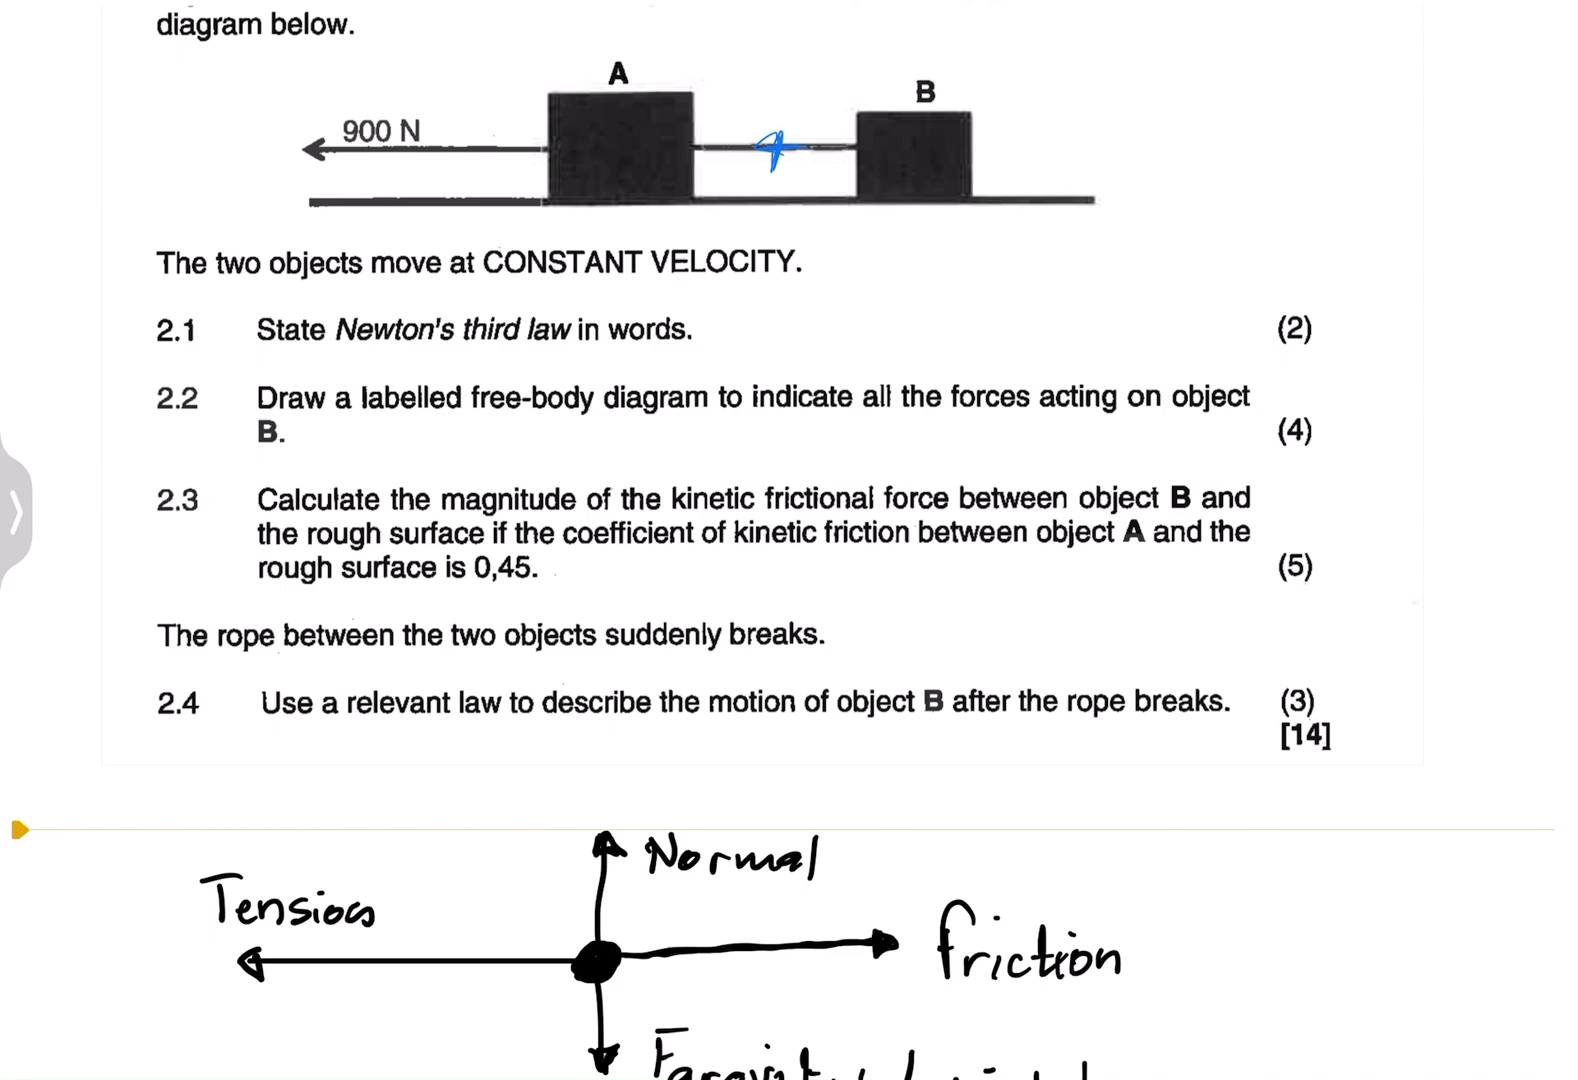 diagram below.
A
B
900 N
The two objects move at CONSTANT VELOCITY.
2.1 State Newton's third law in words. (2)
2.2 Draw a labelled free-body diagram to indicate all the forces acting on object
B. (4)
2.3 Calculate the magnitude of the kinetic frictional force between object B and
the rough surface if the coefficient of kinetic friction between object A and the
rough surface is 0,45. (5)
The rope between the two objects suddenly breaks.
2.4 Use a relevant law to describe the motion of object B after the rope breaks. (3)
[14]
Normal
Tension
friction